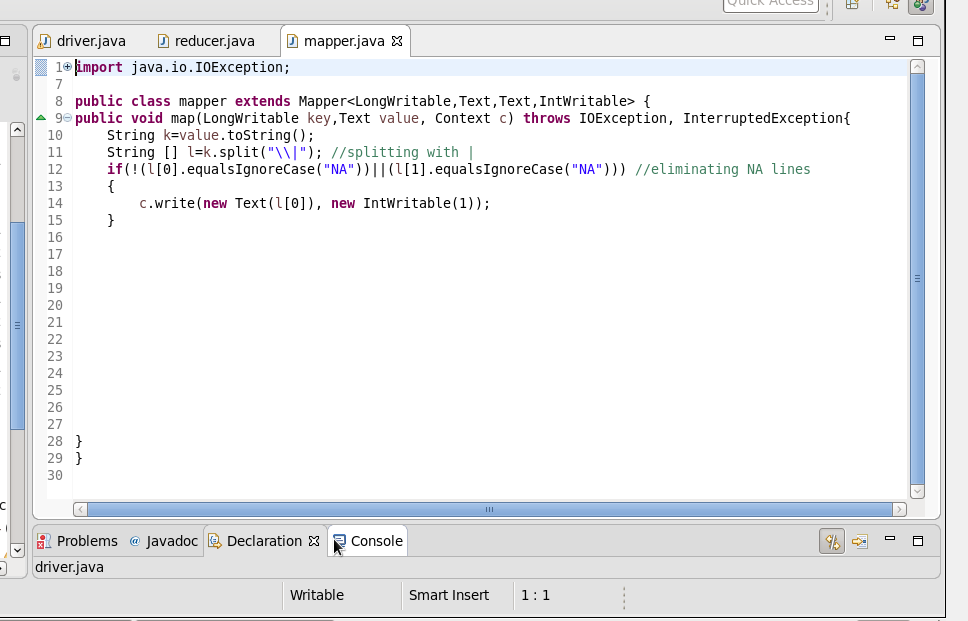 Quick Access
driver.java reducer.java mapper.java
1 import java.io.IOException;
7
8 public class mapper extends Mapper<LongWritable,Text,Text,IntWritable> {
9 public void map(LongWritable key,Text value, Context c) throws IOException, InterruptedException{
10     String k=value.toString();
11     String [] l=k.split("\\|"); //splitting with |
12     if(!(l[0].equalsIgnoreCase("NA"))||(l[1].equalsIgnoreCase("NA"))) //eliminating NA lines
13     {
14         c.write(new Text(l[0]), new IntWritable(1));
15     }
16
17
18
19
20
21
22
23
24
25
26
27
28 }
29 }
30
Problems @ Javadoc Declaration Console
driver.java
Writable Smart Insert 1 : 1